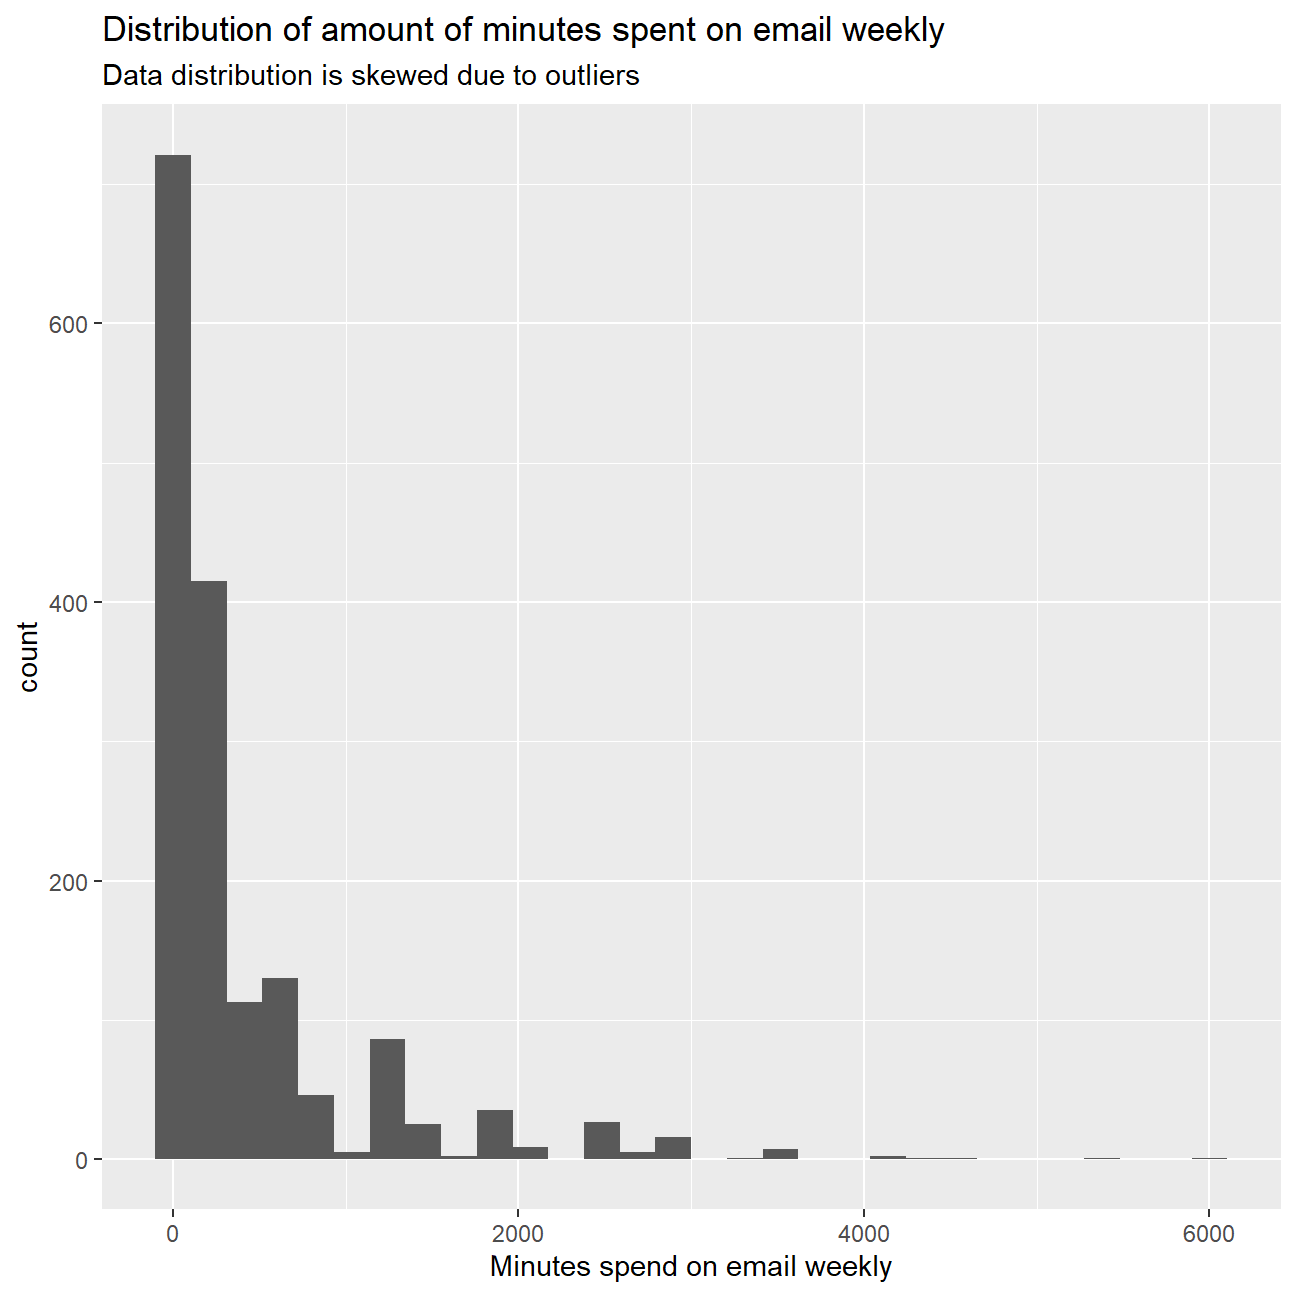 Distribution of amount of minutes spent on email weekly
Data distribution is skewed due to outliers
600
400
200
0
count
0 2000 4000 6000
Minutes spend on email weekly